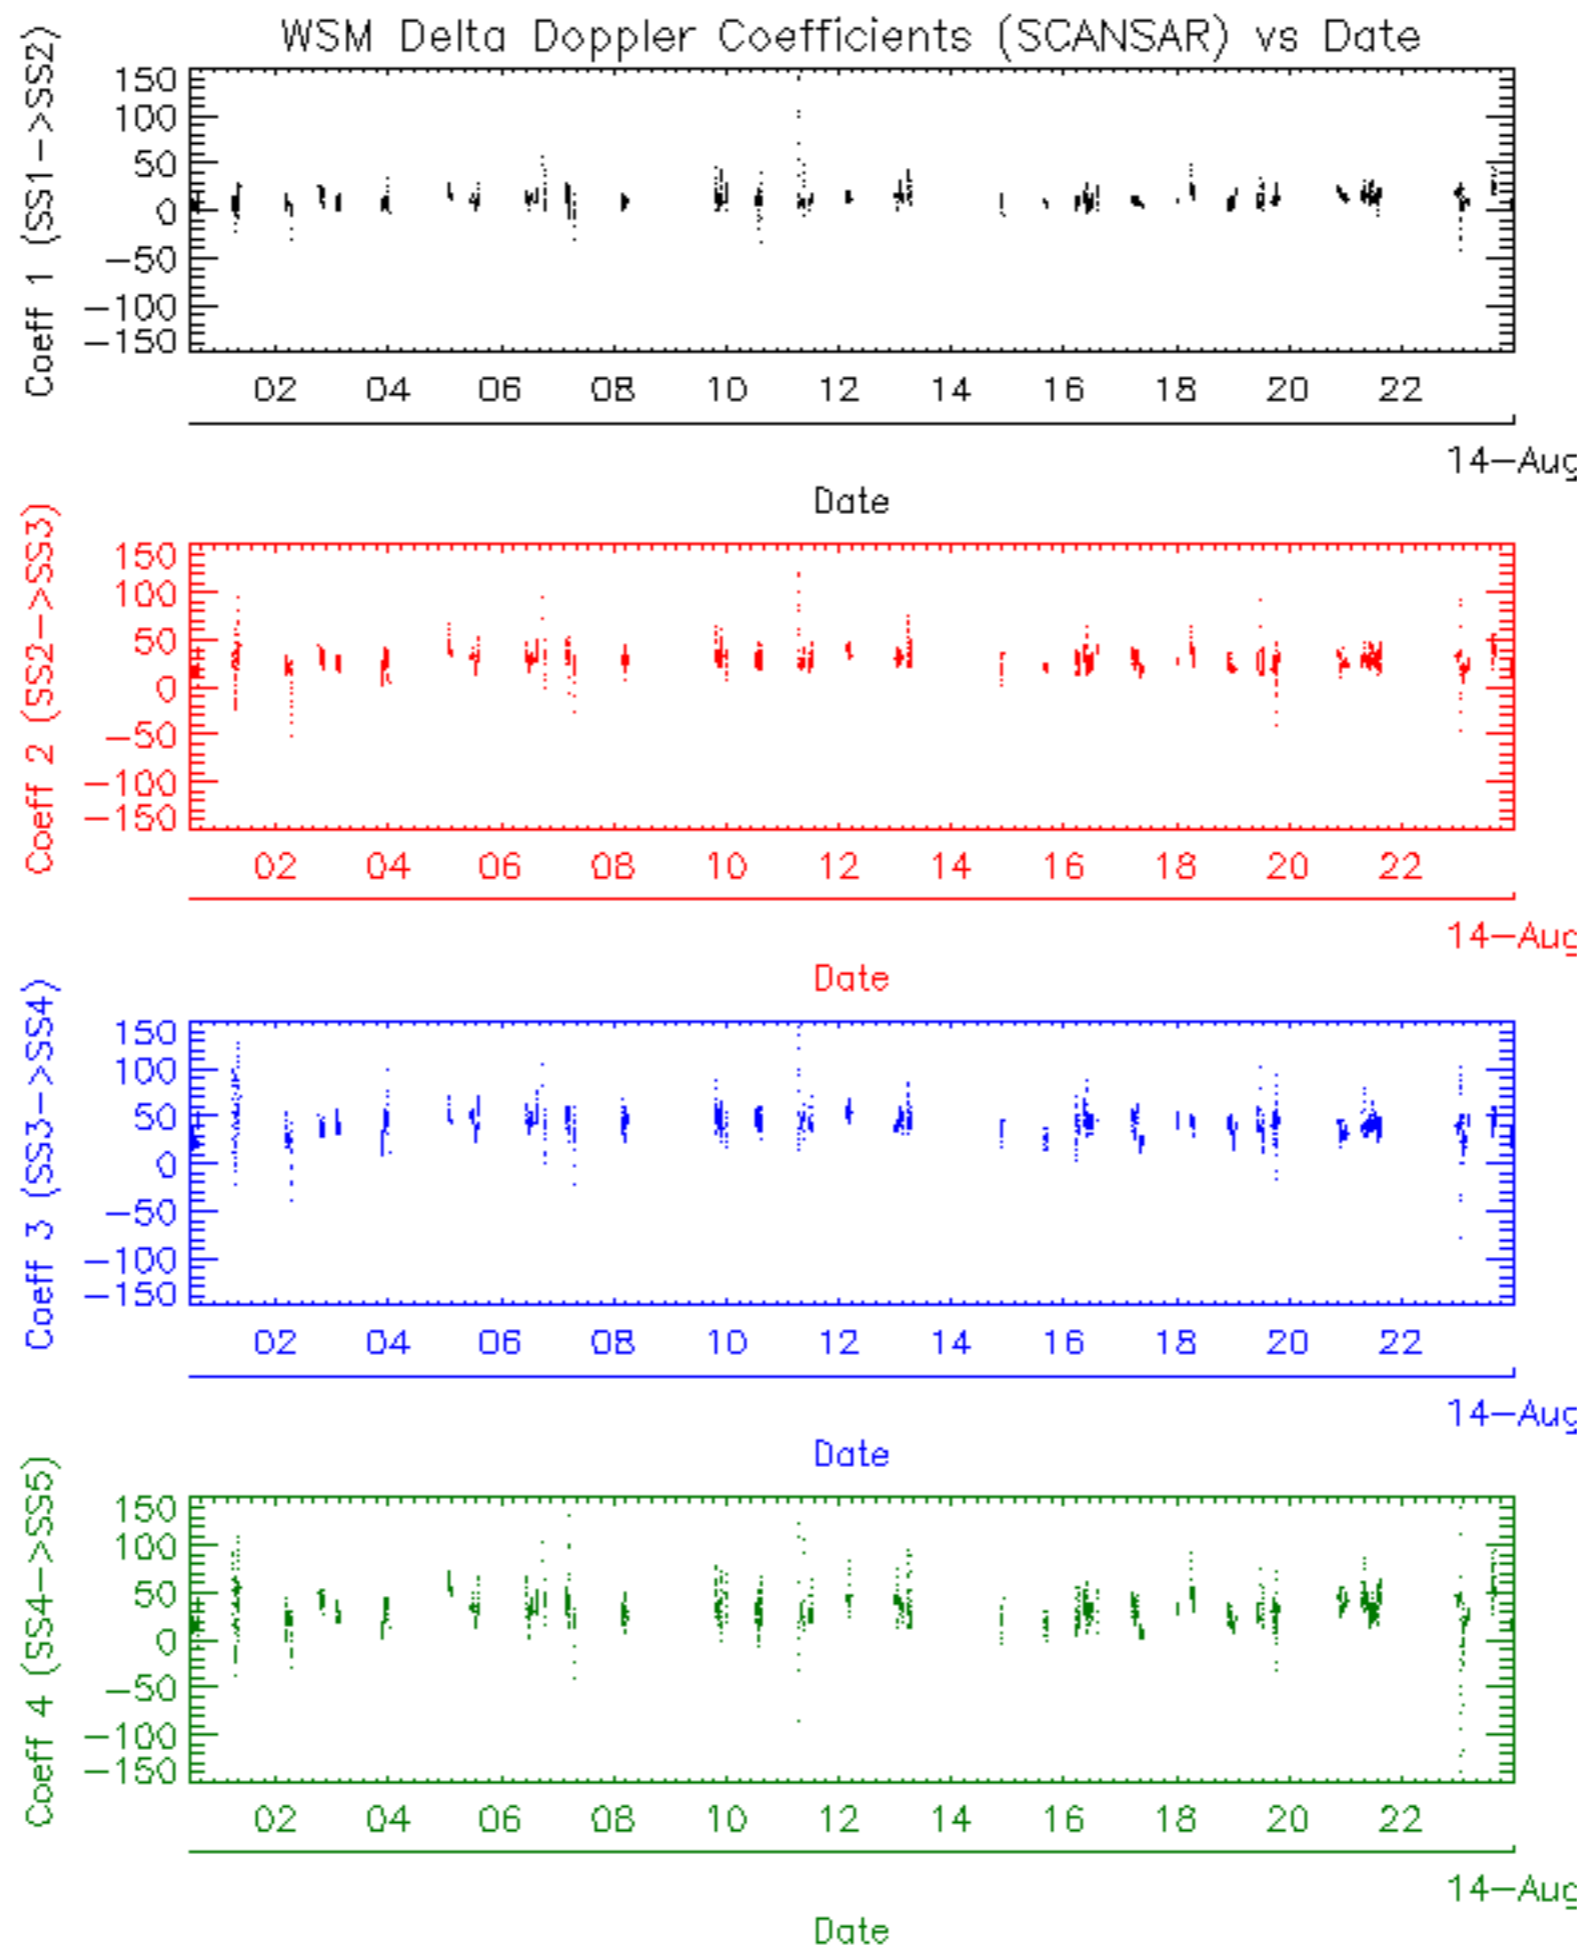 WSM Delta Doppler Coefficients (SCANSAR) vs Date
Coeff 1 (SS1->SS2)
150
100
50
0
-50
-100
-150
02 04 06 08 10 12 14 16 18 20 22
14-Aug
Date
Coeff 2 (SS2->SS3)
150
100
50
0
-50
-100
-150
02 04 06 08 10 12 14 16 18 20 22
14-Aug
Date
Coeff 3 (SS3->SS4)
150
100
50
0
-50
-100
-150
02 04 06 08 10 12 14 16 18 20 22
14-Aug
Date
Coeff 4 (SS4->SS5)
150
100
50
0
-50
-100
-150
02 04 06 08 10 12 14 16 18 20 22
14-Aug
Date